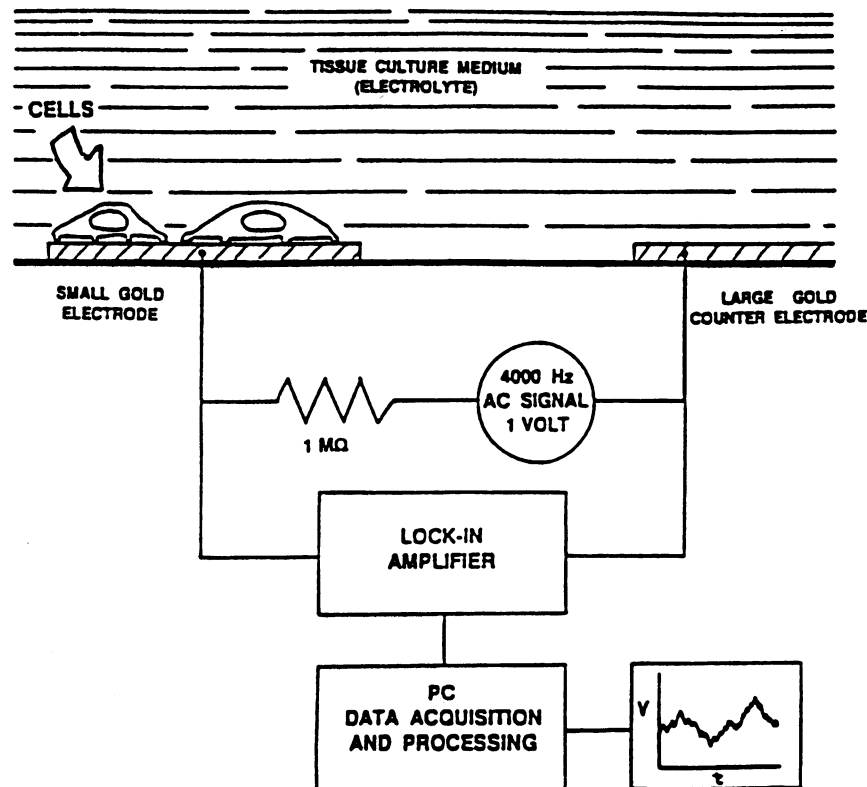 TISSUE CULTURE MEDIUM
(ELECTROLYTE)
CELLS
SMALL GOLD
ELECTRODE
LARGE GOLD
COUNTER ELECTRODE
4000 Hz
AC SIGNAL
1 VOLT
1 MΩ
LOCK-IN
AMPLIFIER
PC
DATA ACQUISITION
AND PROCESSING
V
t